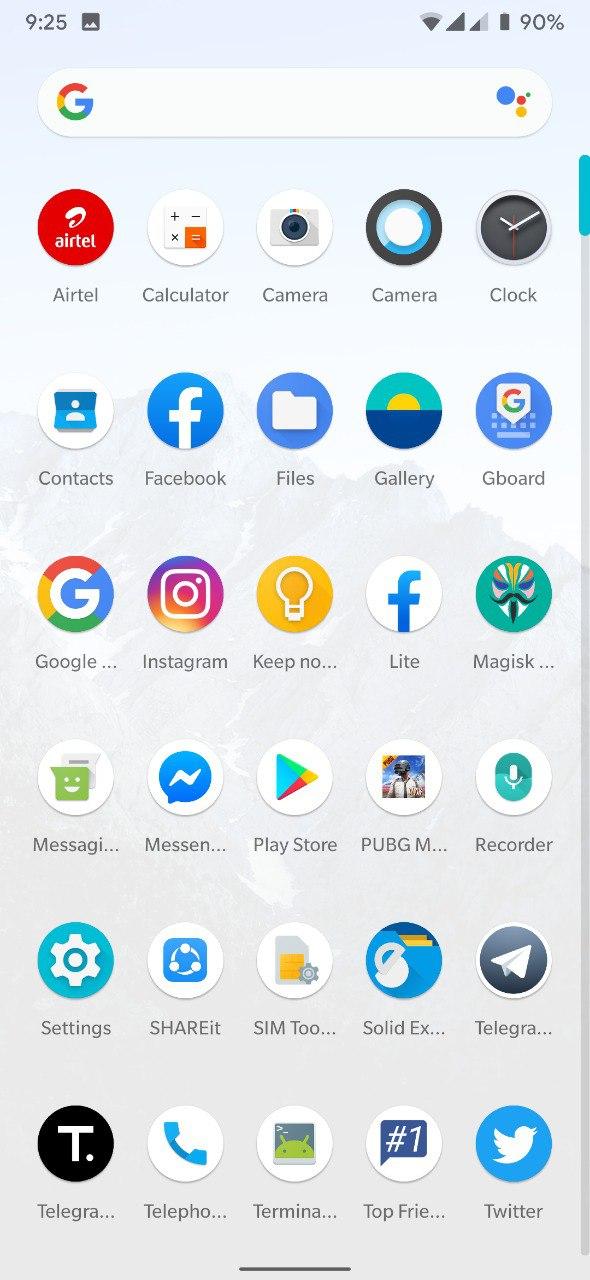 9:25 90%
airtel
Airtel Calculator Camera Camera Clock
Contacts Facebook Files Gallery Gboard
Google ... Instagram Keep no... Lite Magisk ...
PUBG
Messagi... Messen... Play Store PUBG M... Recorder
Settings SHAREit SIM Too... Solid Ex... Telegra...
T. >_ #1
Telegra... Telepho... Termina... Top Frie... Twitter